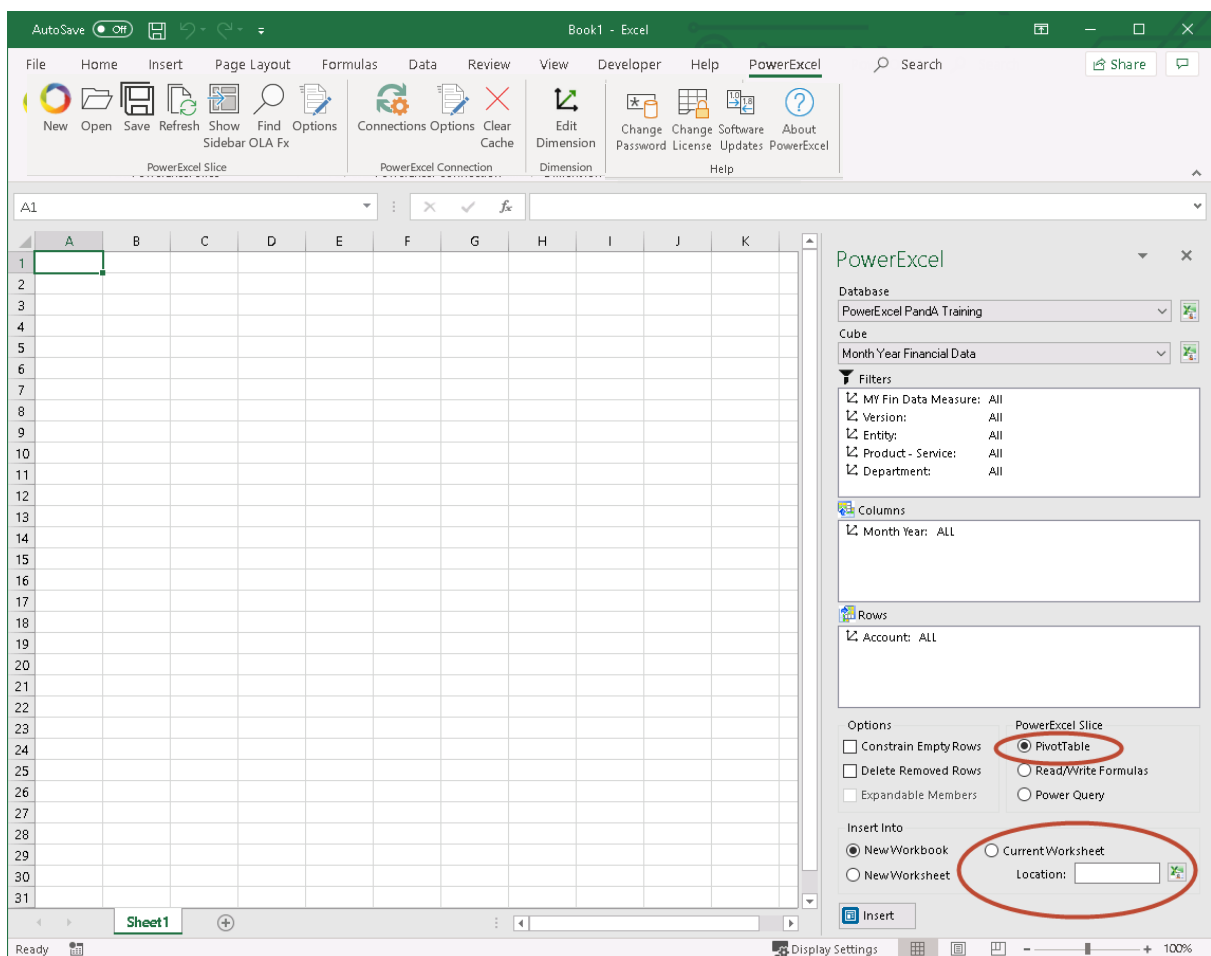 AutoSave Off Book1 - Excel
File Home Insert Page Layout Formulas Data Review View Developer Help PowerExcel Search Share
New Open Save Refresh Show Sidebar Find OLA Fx Options Connections Options Clear Cache Edit Dimension Change Password Change License Software Updates About PowerExcel
PowerExcel Slice PowerExcel Connection Dimension Help
A1 fx
A B C D E F G H I J K
1
2
3
4
5
6
7
8
9
10
11
12
13
14
15
16
17
18
19
20
21
22
23
24
25
26
27
28
29
30
31
PowerExcel
Database
PowerExcel PandA Training
Cube
Month Year Financial Data
Filters
MY Fin Data Measure: All
Version: All
Entity: All
Product - Service: All
Department: All
Columns
Month Year: ALL
Rows
Account: ALL
Options
Constrain Empty Rows
Delete Removed Rows
Expandable Members
PowerExcel Slice
PivotTable
Read/Write Formulas
Power Query
Insert Into
New Workbook
New Worksheet
Current Worksheet
Location:
Insert
Sheet1
Ready Display Settings 100%